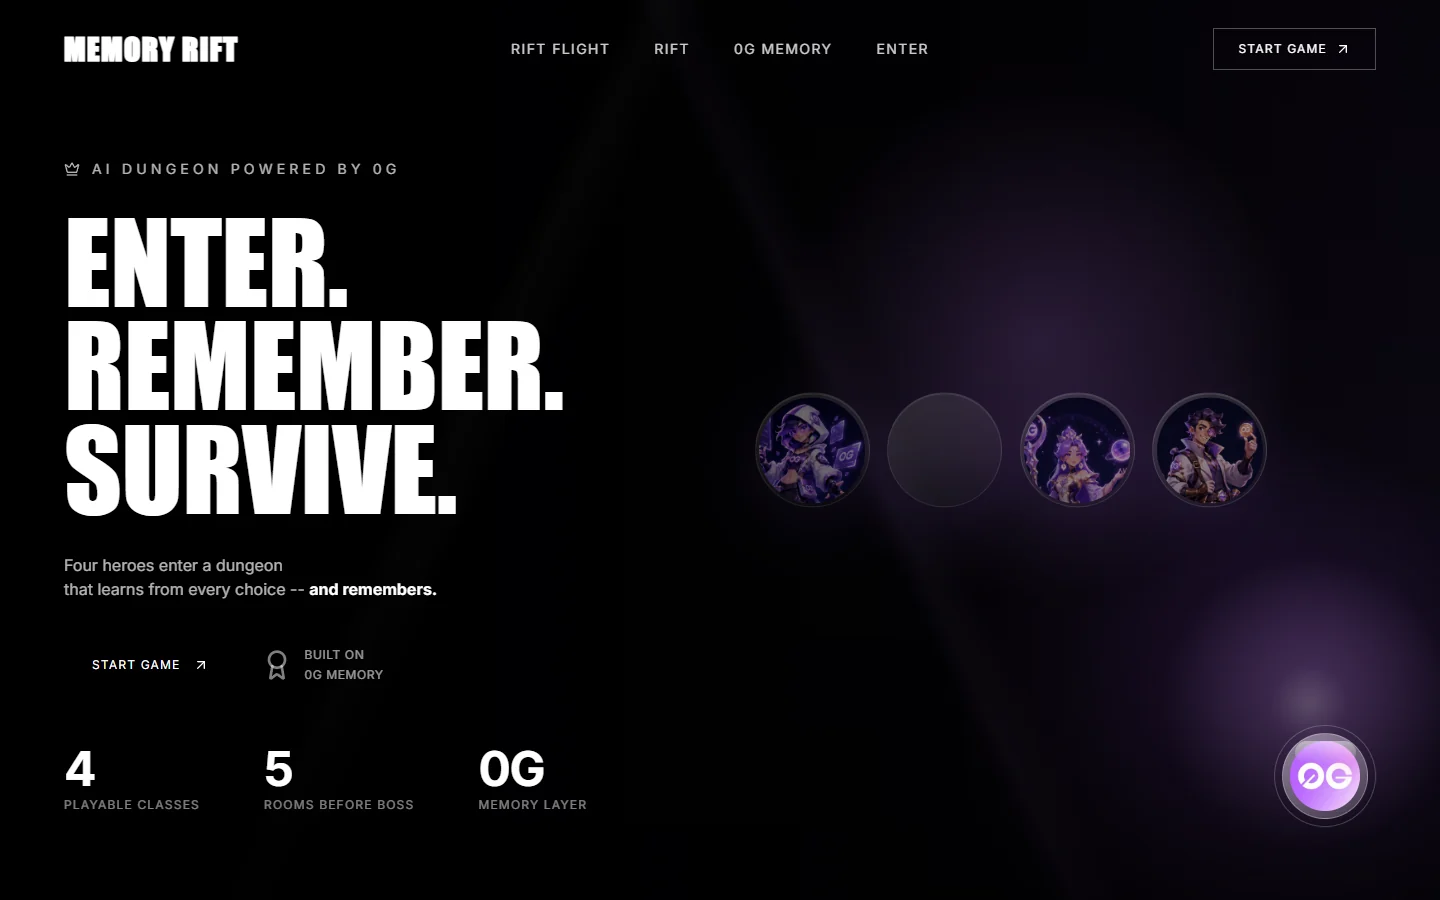 MEMORY RIFT
RIFT FLIGHT
RIFT
0G MEMORY
ENTER
START GAME
AI DUNGEON POWERED BY 0G
ENTER.
REMEMBER.
SURVIVE.
Four heroes enter a dungeon
that learns from every choice -- and remembers.
START GAME
BUILT ON
0G MEMORY
4
PLAYABLE CLASSES
5
ROOMS BEFORE BOSS
0G
MEMORY LAYER
0G
0G